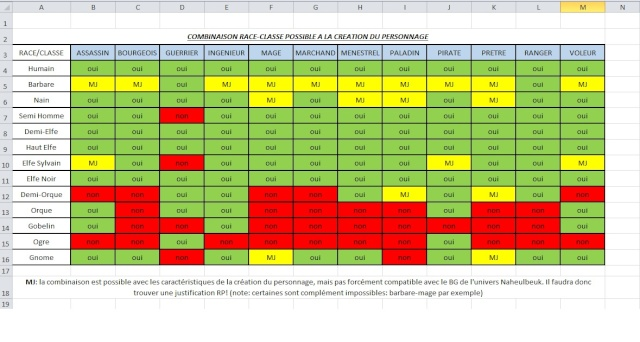 A B C D E F G H I J K L M N
1
2 COMBINAISON RACE-CLASSE POSSIBLE A LA CREATION DU PERSONNAGE
3 RACE/CLASSE ASSASSIN BOURGEOIS GUERRIER INGENIEUR MAGE MARCHAND MENESTREL PALADIN PIRATE PRETRE RANGER VOLEUR
4 Humain oui oui oui oui oui oui oui oui oui oui oui oui
5 Barbare MJ MJ oui MJ MJ MJ MJ MJ MJ MJ oui MJ
6 Nain oui oui oui oui MJ oui MJ MJ oui MJ oui oui
7 Semi Homme oui oui non oui oui oui oui oui oui oui oui oui
8 Demi-Elfe oui oui oui oui oui oui oui oui oui oui oui oui
9 Haut Elfe oui oui oui oui oui oui oui oui oui oui oui oui
10 Elfe Sylvain MJ oui non oui oui oui oui oui MJ oui oui MJ
11 Elfe Noir oui oui oui oui oui oui oui oui oui oui oui oui
12 Demi-Orque non non oui oui non non oui MJ oui MJ oui non
13 Orque oui non oui oui non non non non oui non non oui
14 Gobelin oui non non oui non non non non non non non oui
15 Ogre non non oui non non non non non oui non non non
16 Gnome oui oui non oui MJ oui oui non oui MJ oui oui
17
MJ: la combinaison est possible avec les caractéristiques de la création du personnage, mais pas forcément compatible avec le BG de l'univers Naheulbeuk. Il faudra donc
18 trouver une justification RP! (note: certaines sont complément impossibles: barbare-mage par exemple)
19